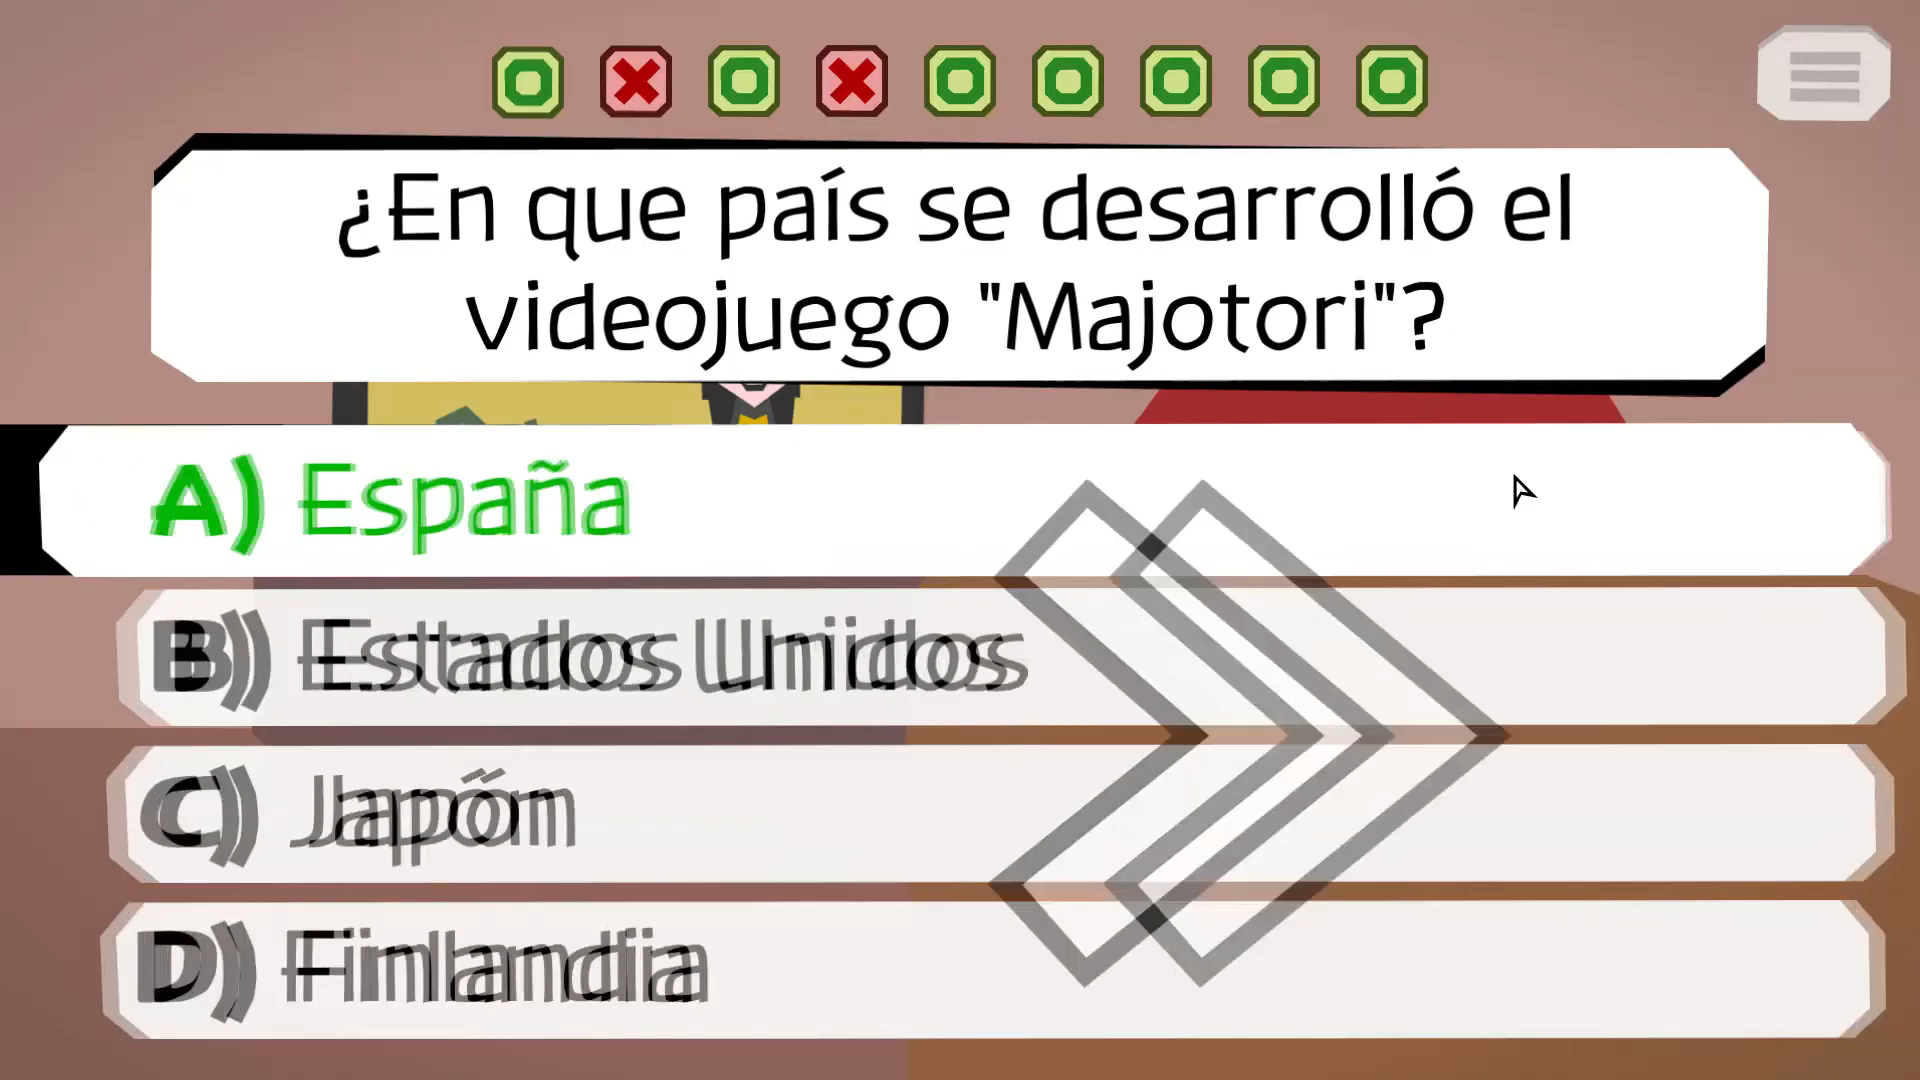 ¿En que país se desarrolló el
videojuego "Majotori"?
A) España
B) Estados Unidos
C) Japón
D) Finlandia